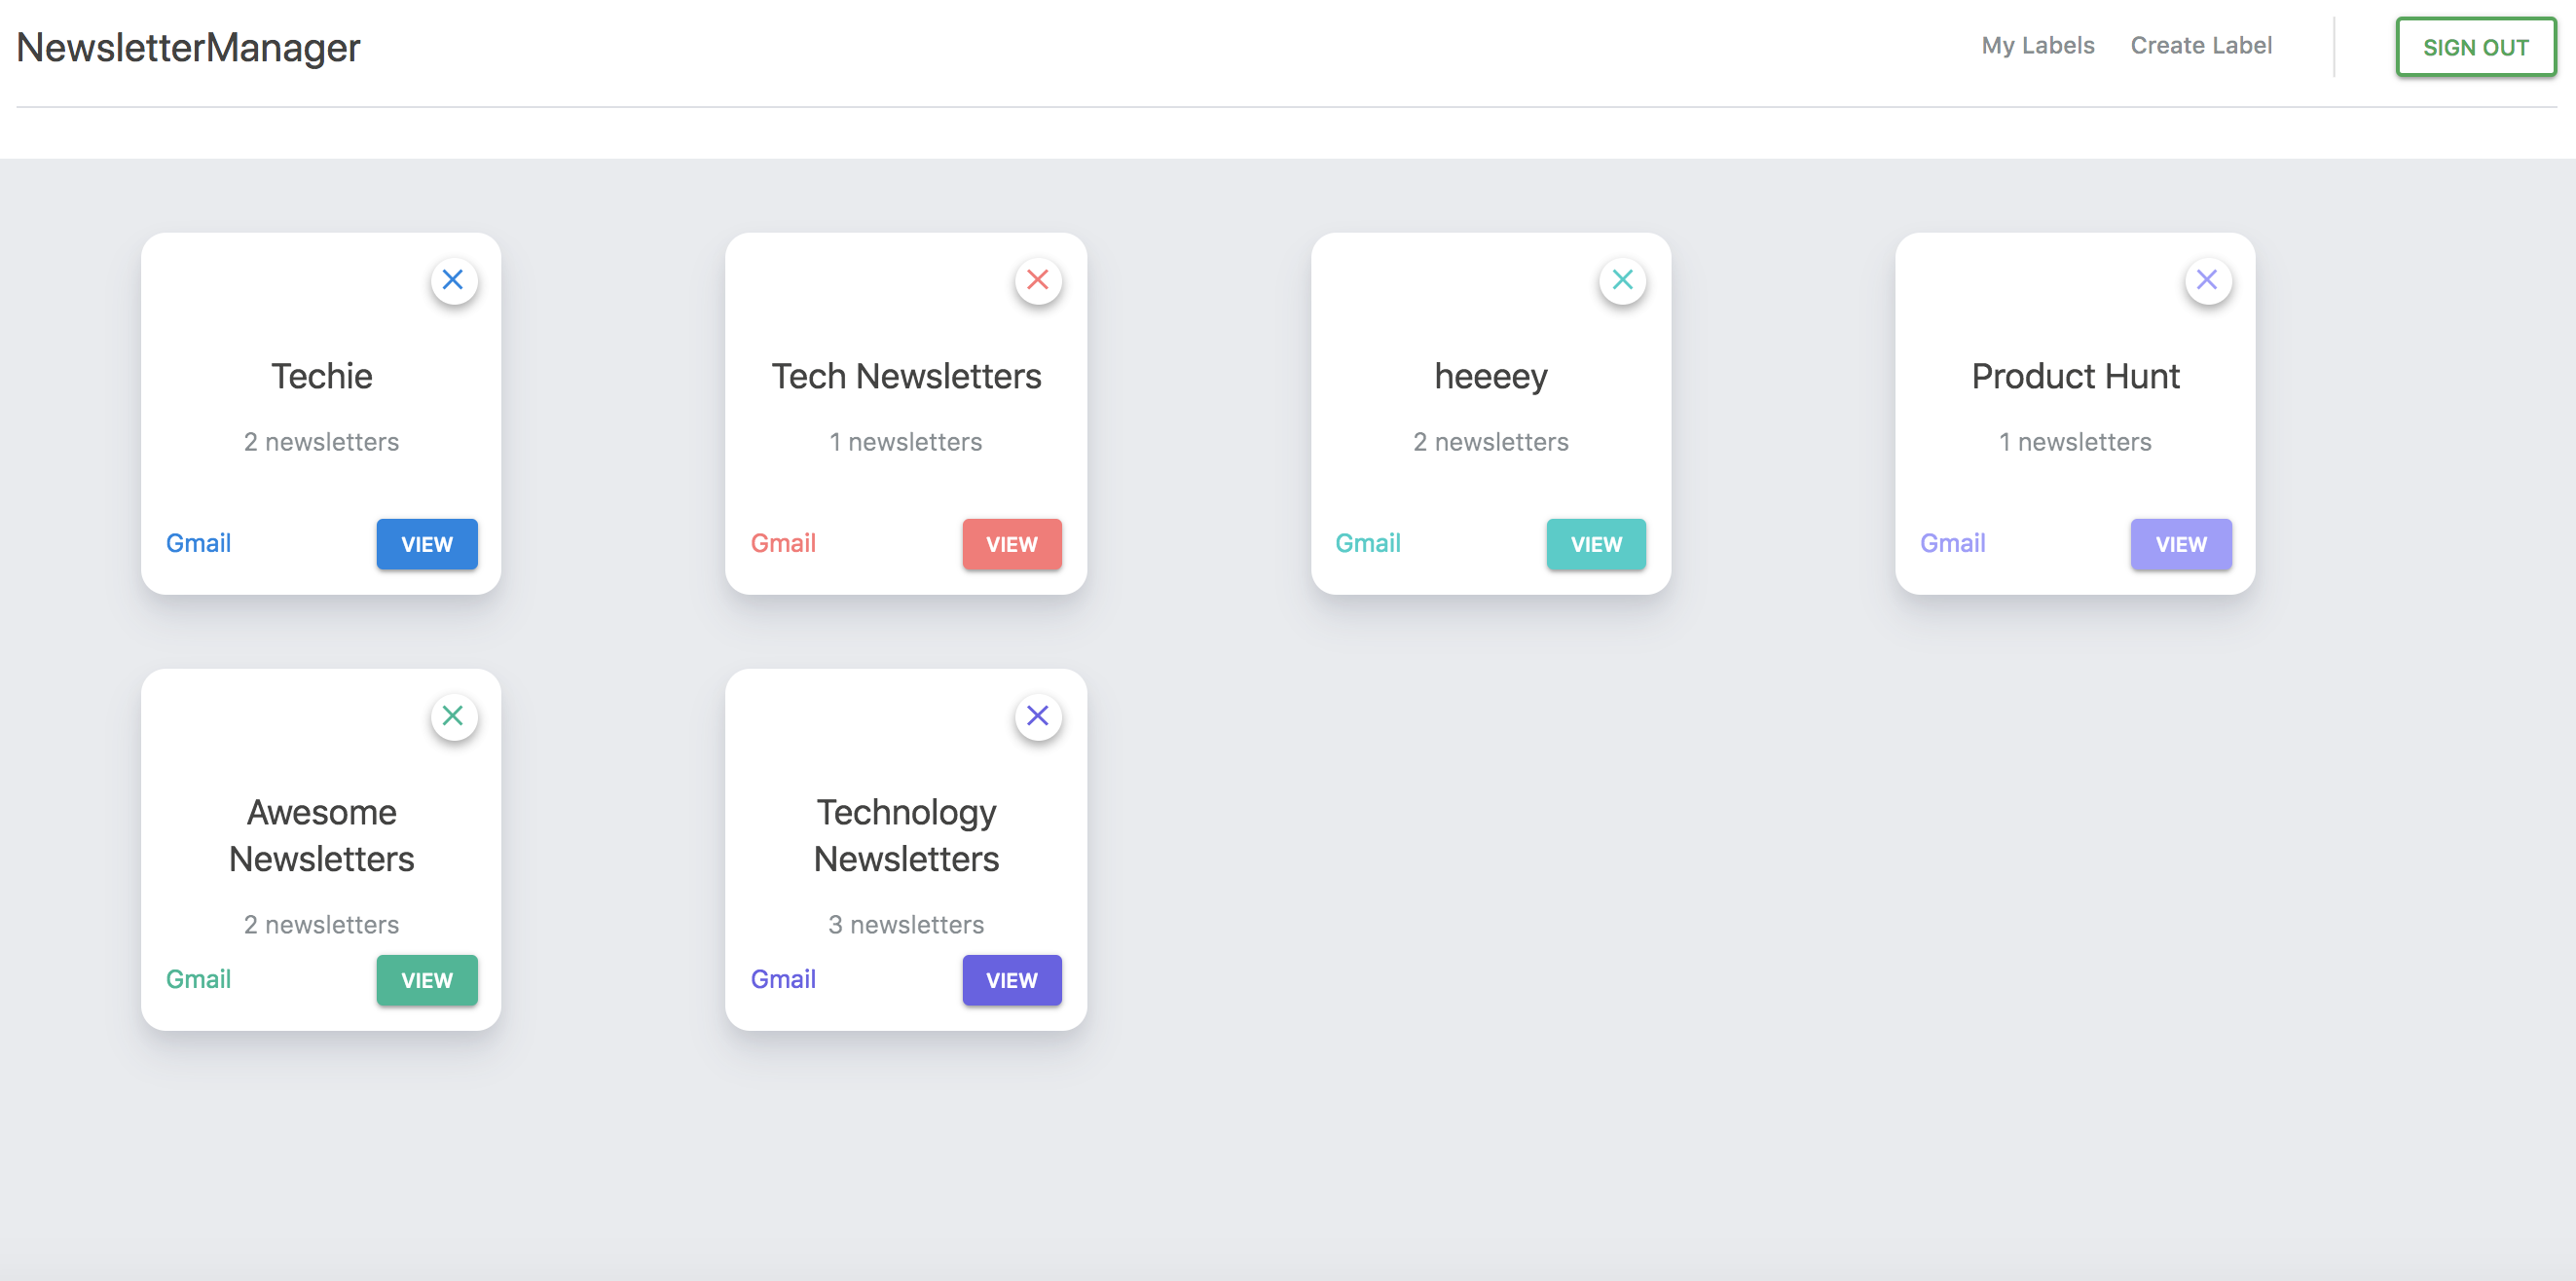 NewsletterManager
My Labels
Create Label
SIGN OUT
Techie
2 newsletters
Gmail
VIEW
Tech Newsletters
1 newsletters
Gmail
VIEW
heeeey
2 newsletters
Gmail
VIEW
Product Hunt
1 newsletters
Gmail
VIEW
Awesome
Newsletters
2 newsletters
Gmail
VIEW
Technology
Newsletters
3 newsletters
Gmail
VIEW